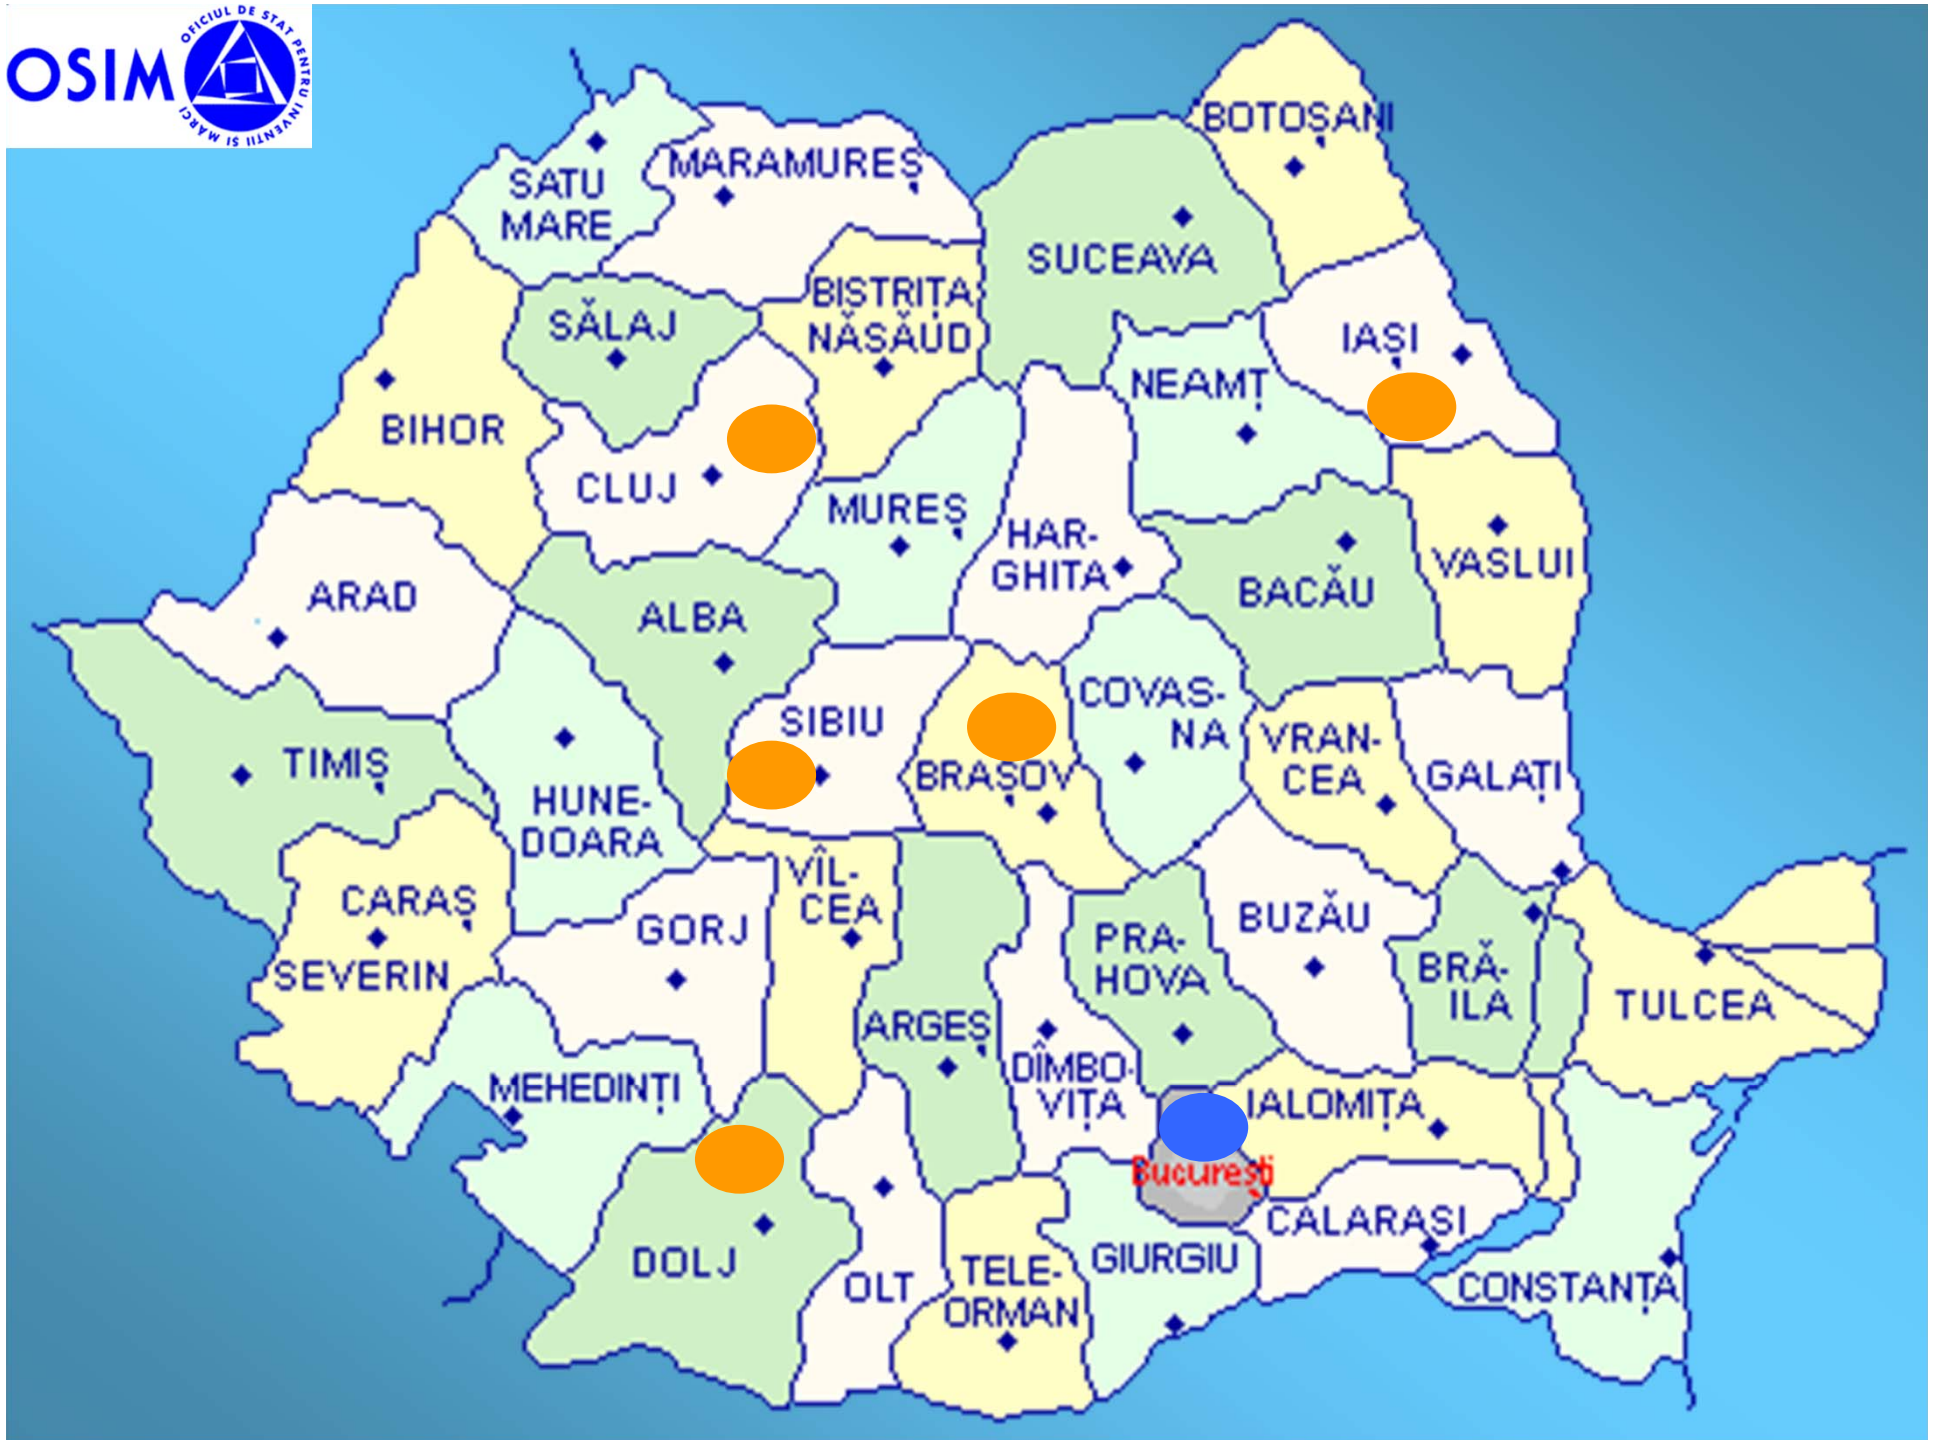 OSIM
OFICIUL DE STAT PENTRU INVENȚII ȘI MĂRCI
BOTOȘANI
MARAMUREȘ
SATU
MARE
SUCEAVA
BISTRIȚA
NĂSĂUD
SĂLAJ
IAȘI
NEAMȚ
BIHOR
CLUJ
MUREȘ
HAR-
GHITA
VASLUI
BACĂU
ARAD
ALBA
COVAS-
NA
SIBIU
VRAN-
CEA
TIMIȘ
BRAȘOV
GALAȚI
HUNE-
DOARA
VÎL-
CEA
CARAȘ
SEVERIN
GORJ
BUZĂU
PRA-
HOVA
BRĂ-
ILA
TULCEA
ARGEȘ
DÎMBO-
VIȚA
MEHEDINȚI
IALOMIȚA
București
CALARASI
DOLJ
GIURGIU
OLT
TELE-
ORMAN
CONSTANȚA